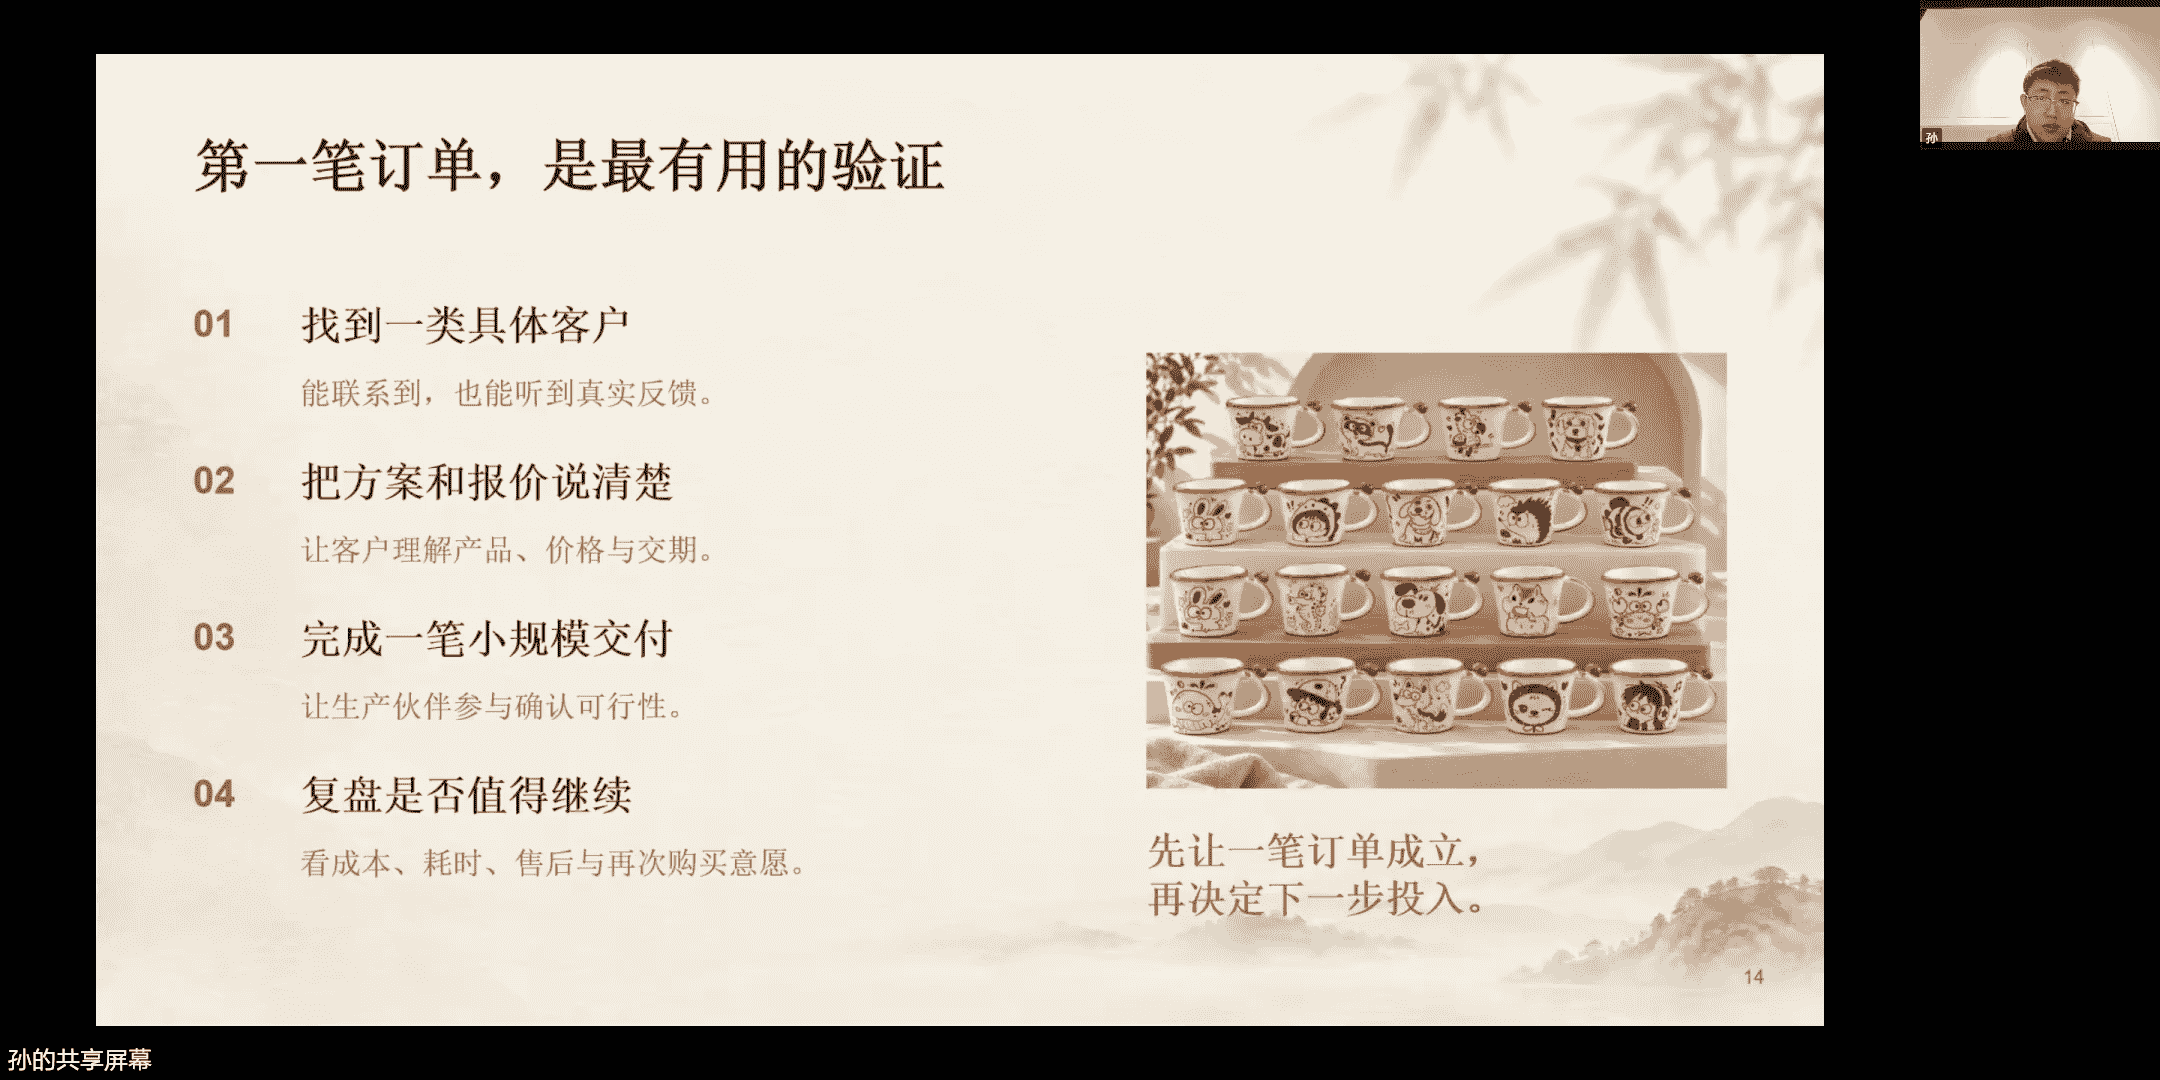 第一笔订单，是最有用的验证
01 找到一类具体客户
能联系到，也能听到真实反馈。
02 把方案和报价说清楚
让客户理解产品、价格与交期。
03 完成一笔小规模交付
让生产伙伴参与确认可行性。
04 复盘是否值得继续
看成本、耗时、售后与再次购买意愿。
先让一笔订单成立，
再决定下一步投入。
14
孙
孙的共享屏幕